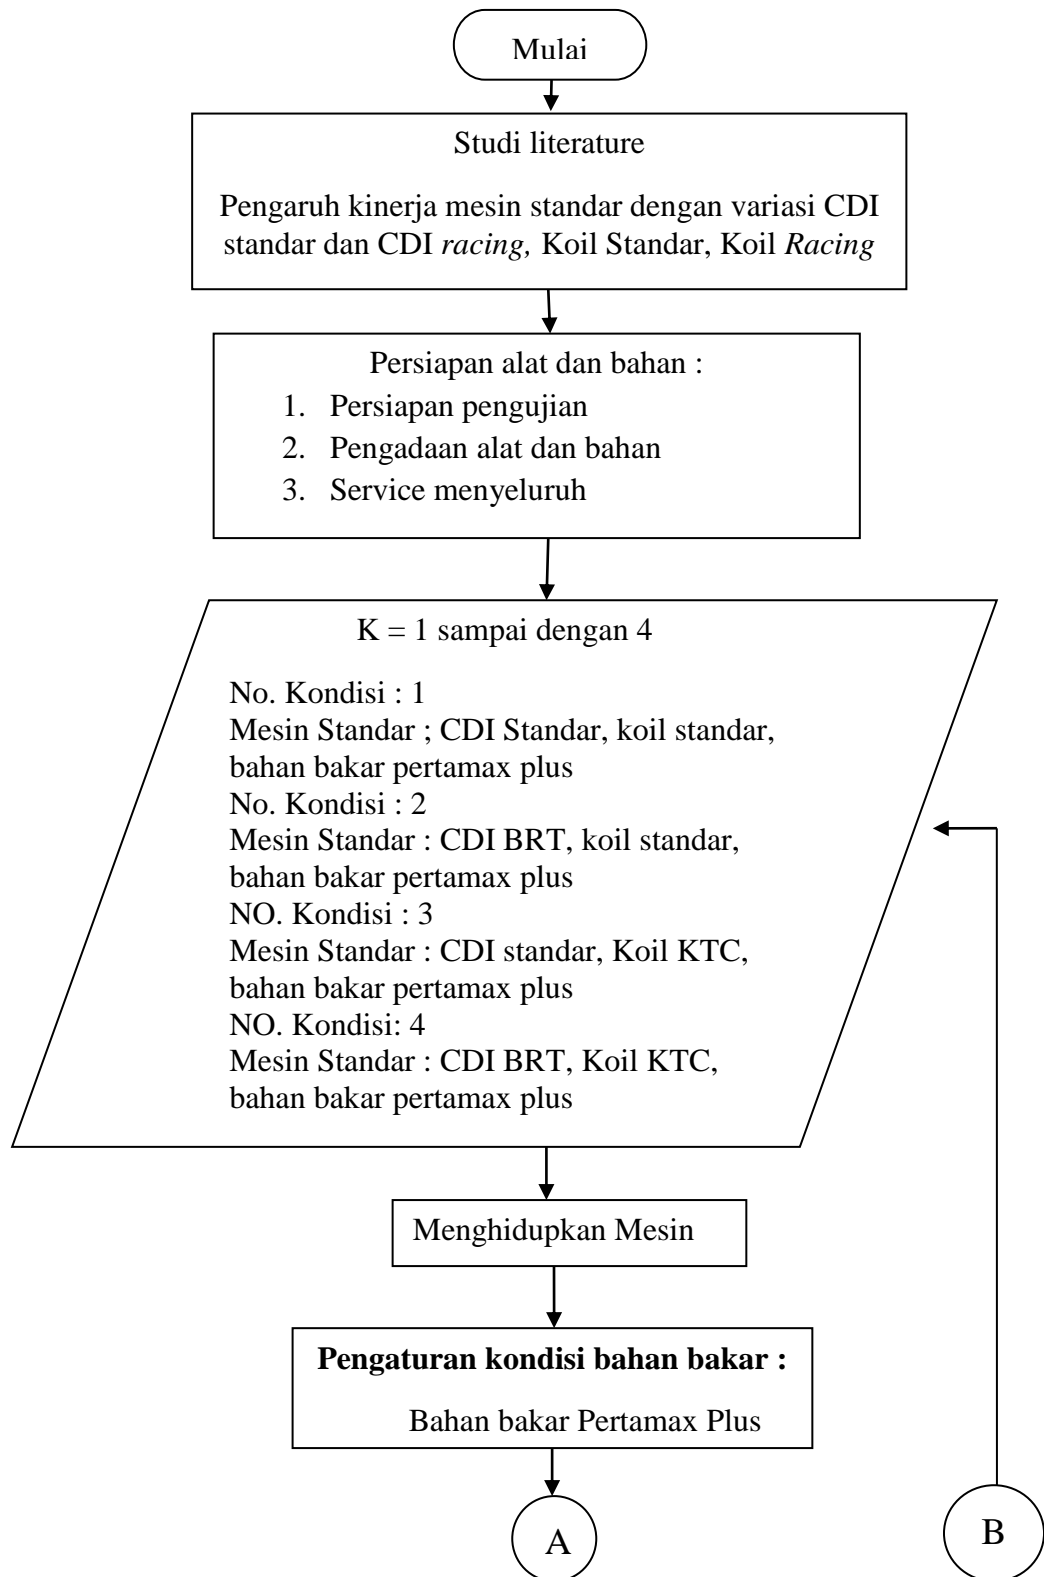 Mulai
Studi literature
Pengaruh kinerja mesin standar dengan variasi CDI
standar dan CDI racing, Koil Standar, Koil Racing
Persiapan alat dan bahan :
1. Persiapan pengujian
2. Pengadaan alat dan bahan
3. Service menyeluruh
K = 1 sampai dengan 4
No. Kondisi : 1
Mesin Standar ; CDI Standar, koil standar,
bahan bakar pertamax plus
No. Kondisi : 2
Mesin Standar : CDI BRT, koil standar,
bahan bakar pertamax plus
NO. Kondisi : 3
Mesin Standar : CDI standar, Koil KTC,
bahan bakar pertamax plus
NO. Kondisi: 4
Mesin Standar : CDI BRT, Koil KTC,
bahan bakar pertamax plus
Menghidupkan Mesin
Pengaturan kondisi bahan bakar :
Bahan bakar Pertamax Plus
A
B